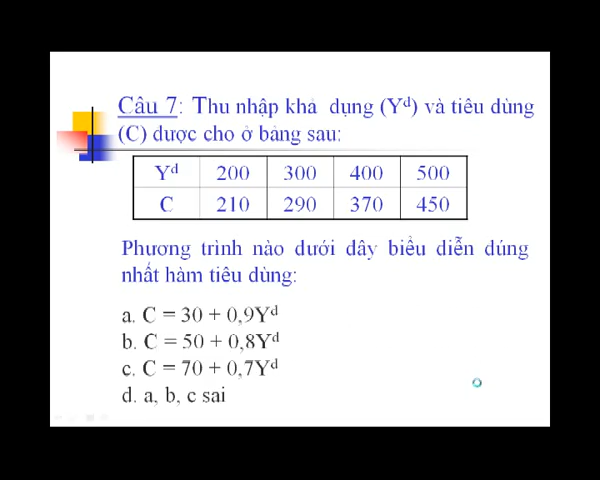 Câu 7: Thu nhập khả dụng (Yᵈ) và tiêu dùng
(C) được cho ở bảng sau:
Yᵈ 200 300 400 500
C 210 290 370 450
Phương trình nào dưới đây biểu diễn đúng
nhất hàm tiêu dùng:
a. C = 30 + 0,9Yᵈ
b. C = 50 + 0,8Yᵈ
c. C = 70 + 0,7Yᵈ
d. a, b, c sai